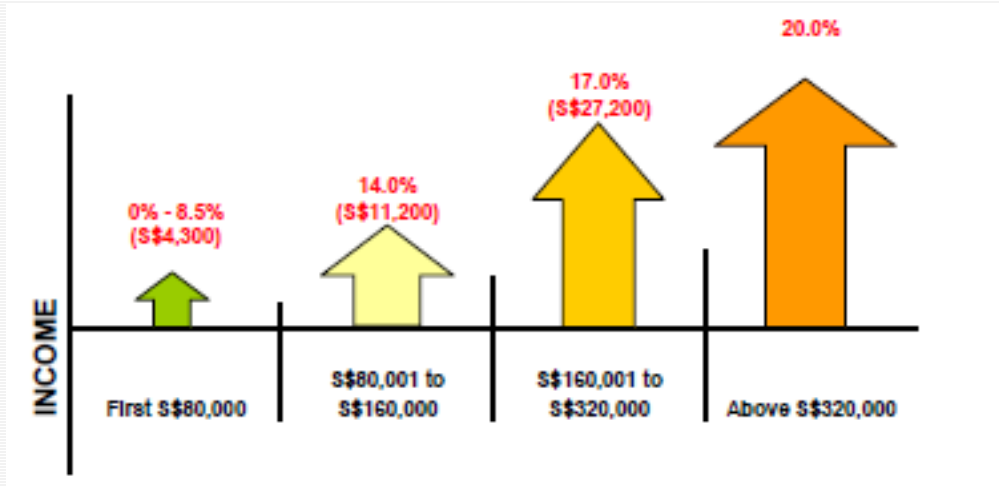 20.0%
17.0%
(S$27,200)
14.0%
(S$11,200)
0% - 8.5%
(S$4,300)
INCOME
First S$80,000
S$80,001 to
S$160,000
S$160,001 to
S$320,000
Above S$320,000